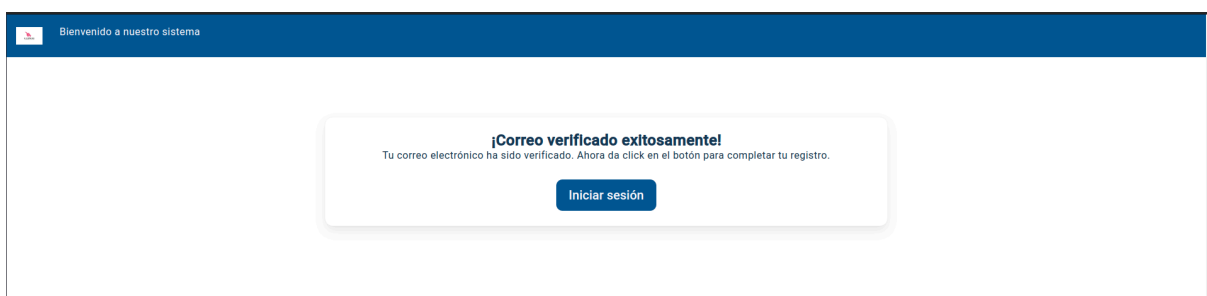 Bienvenido a nuestro sistema
¡Correo verificado exitosamente!
Tu correo electrónico ha sido verificado. Ahora da click en el botón para completar tu registro.
Iniciar sesión